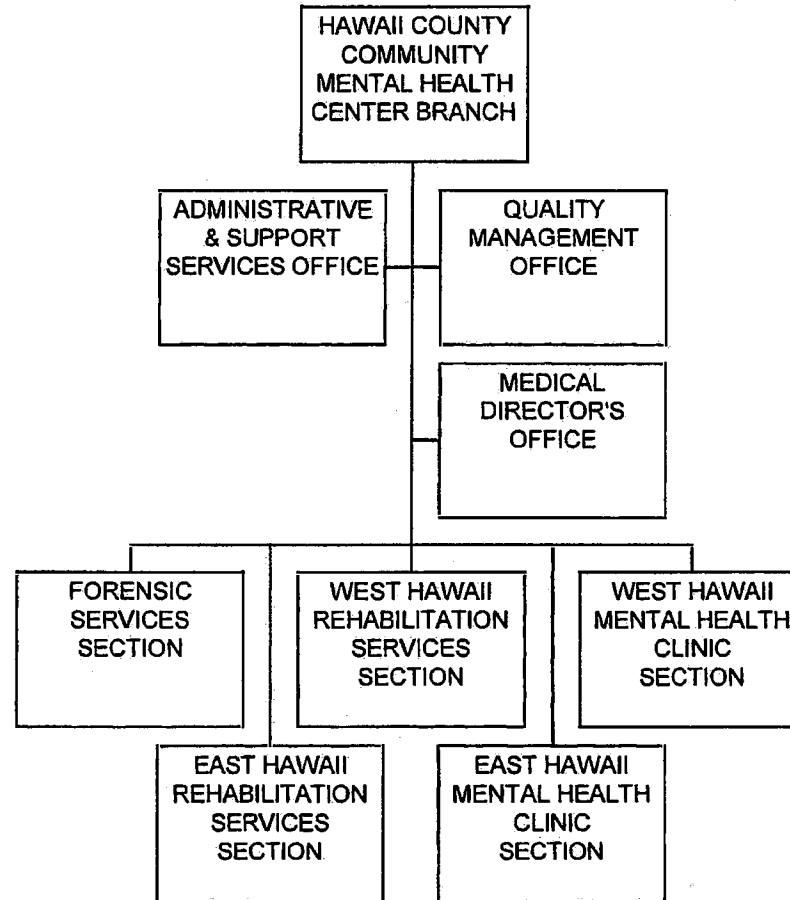 HAWAII COUNTY
COMMUNITY
MENTAL HEALTH
CENTER BRANCH
ADMINISTRATIVE
& SUPPORT
SERVICES OFFICE
QUALITY
MANAGEMENT
OFFICE
MEDICAL
DIRECTOR'S
OFFICE
FORENSIC
SERVICES
SECTION
WEST HAWAII
REHABILITATION
SERVICES
SECTION
WEST HAWAII
MENTAL HEALTH
CLINIC
SECTION
EAST HAWAII
REHABILITATION
SERVICES
SECTION
EAST HAWAII
MENTAL HEALTH
CLINIC
SECTION